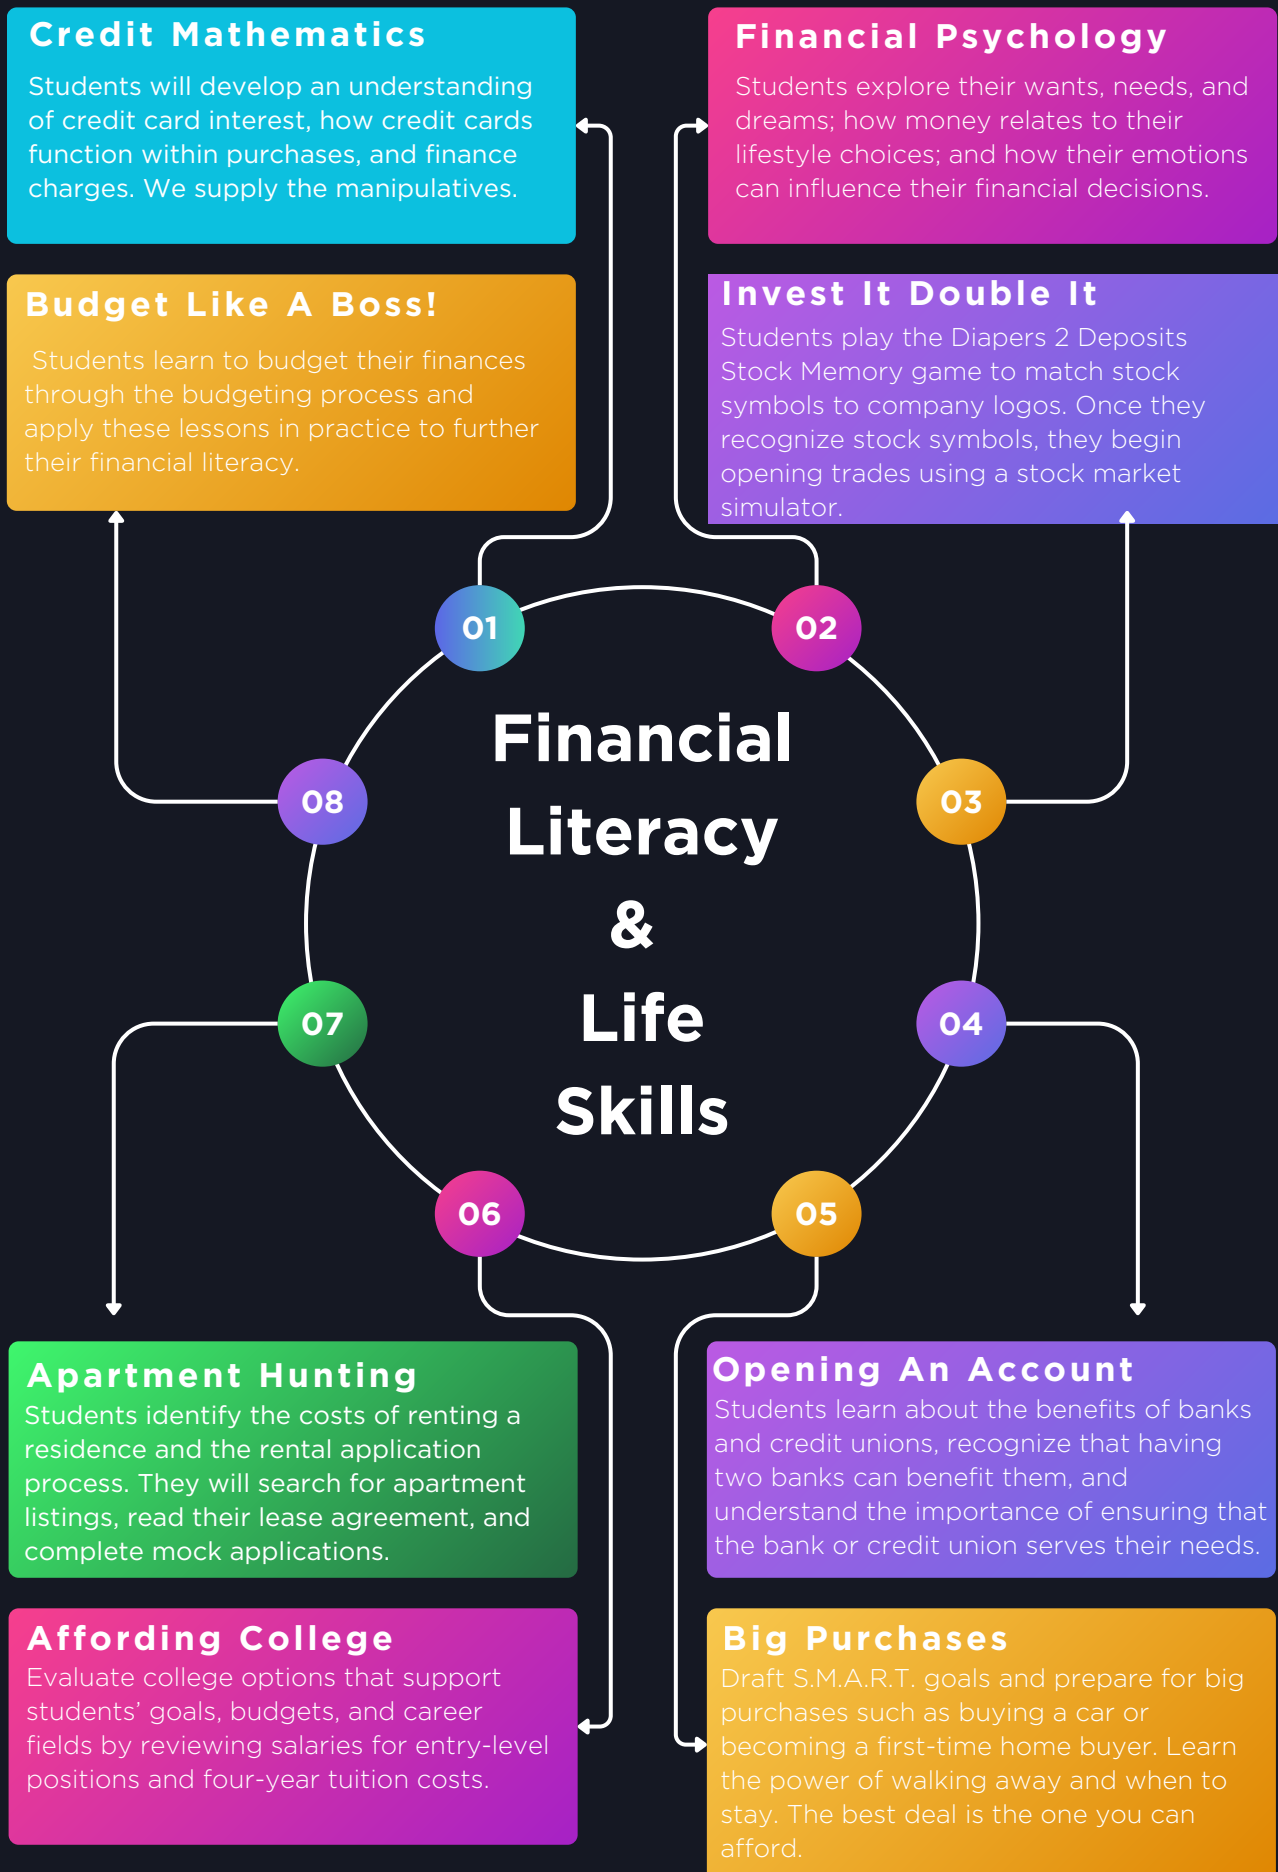 Credit Mathematics
Students will develop an understanding
of credit card interest, how credit cards
function within purchases, and finance
charges. We supply the manipulatives.
Financial Psychology
Students explore their wants, needs, and
dreams; how money relates to their
lifestyle choices; and how their emotions
can influence their financial decisions.
Budget Like A Boss!
Students learn to budget their finances
through the budgeting process and
apply these lessons in practice to further
their financial literacy.
Invest It Double It
Students play the Diapers 2 Deposits
Stock Memory game to match stock
symbols to company logos. Once they
recognize stock symbols, they begin
opening trades using a stock market
simulator.
01
02
03
04
05
06
07
08
Financial
Literacy
&
Life
Skills
Apartment Hunting
Students identify the costs of renting a
residence and the rental application
process. They will search for apartment
listings, read their lease agreement, and
complete mock applications.
Opening An Account
Students learn about the benefits of banks
and credit unions, recognize that having
two banks can benefit them, and
understand the importance of ensuring that
the bank or credit union serves their needs.
Affording College
Evaluate college options that support
students’ goals, budgets, and career
fields by reviewing salaries for entry-level
positions and four-year tuition costs.
Big Purchases
Draft S.M.A.R.T. goals and prepare for big
purchases such as buying a car or
becoming a first-time home buyer. Learn
the power of walking away and when to
stay. The best deal is the one you can
afford.